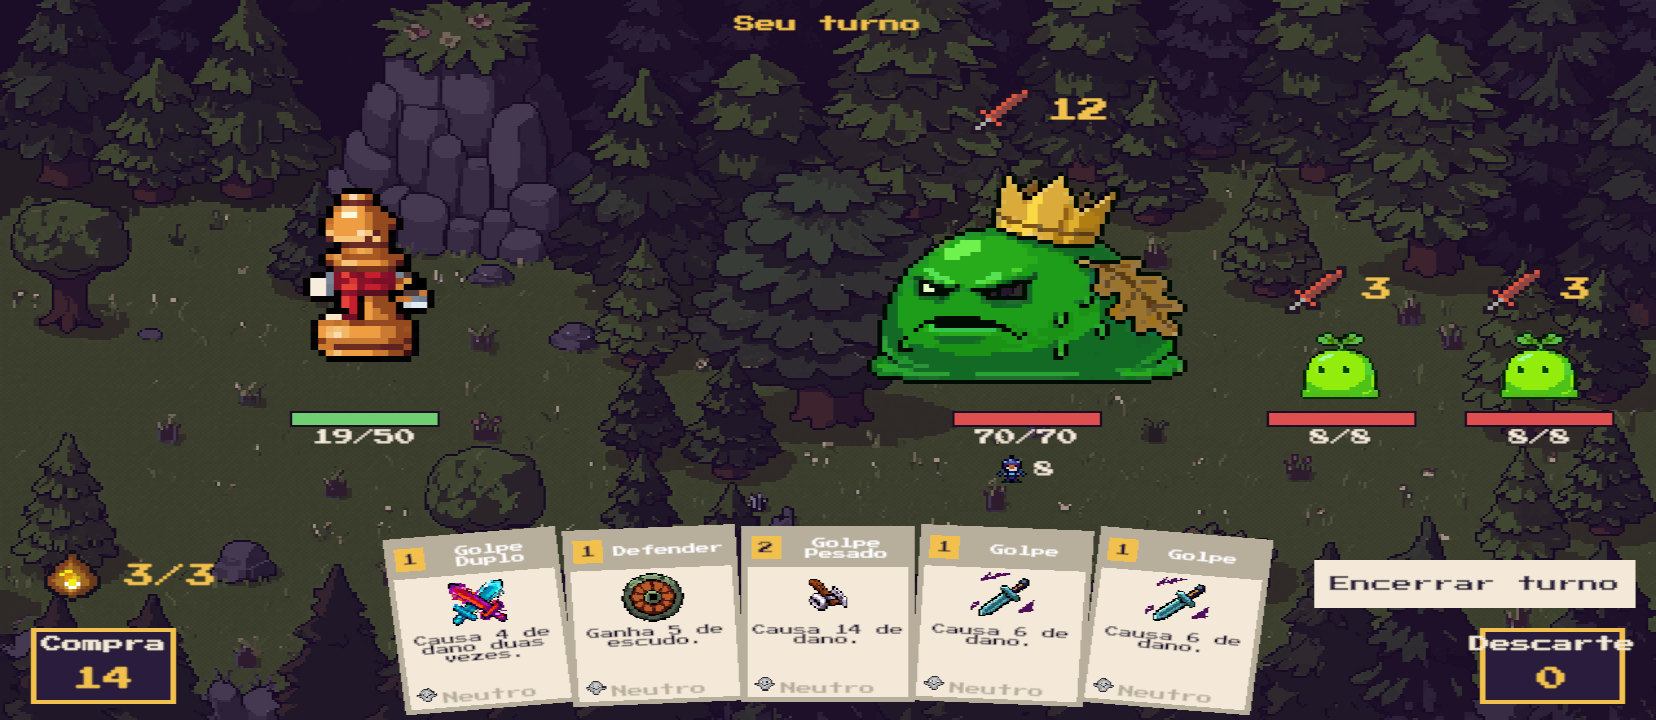 Seu turno
12
3
3
19/50
70/70
8/8
8/8
8
3/3
1
Golpe
Duplo
Causa 4 de
dano duas
vezes.
Neutro
1
Defender
Ganha 5 de
escudo.
Neutro
2
Golpe
Pesado
Causa 14 de
dano.
Neutro
1
Golpe
Causa 6 de
dano.
Neutro
1
Golpe
Causa 6 de
dano.
Neutro
Encerrar turno
Compra
14
Descarte
0